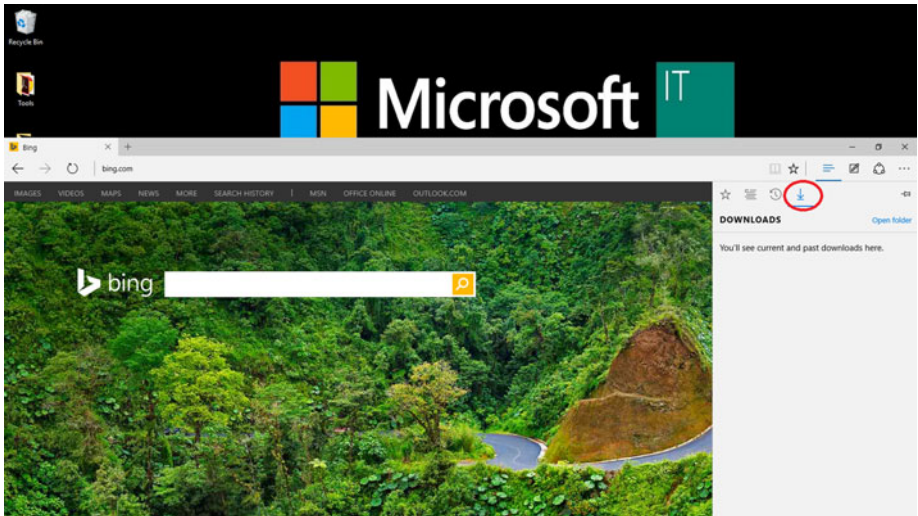 Recycle Bin
Tools
Microsoft IT
Bing
bing.com
IMAGES VIDEOS MAPS NEWS MORE SEARCH HISTORY | MSN OFFICE ONLINE OUTLOOK.COM
DOWNLOADS Open folder
You'll see current and past downloads here.
bing